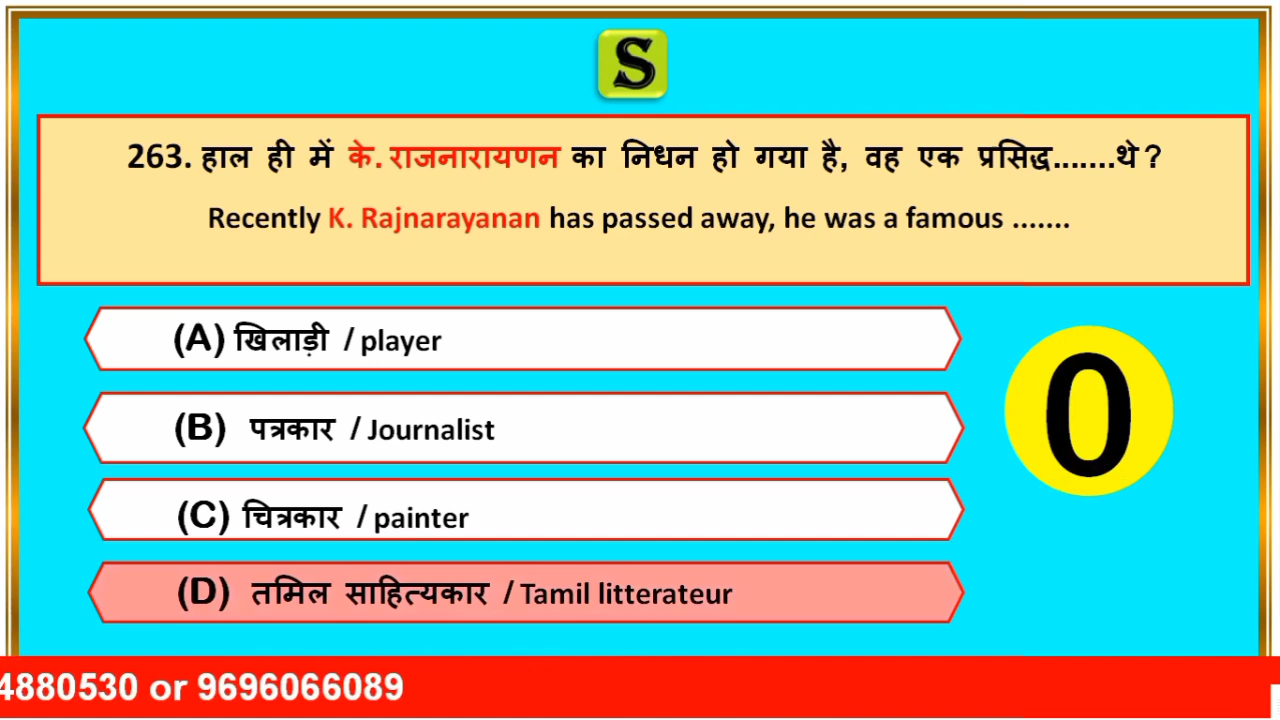 S
263. हाल ही में के. राजनारायणन का निधन हो गया है, वह एक प्रसिद्ध.......थे ?
Recently K. Rajnarayanan has passed away, he was a famous .......
(A) खिलाड़ी / player
(B) पत्रकार / Journalist
(C) चित्रकार / painter
(D) तमिल साहित्यकार / Tamil litterateur
0
4880530 or 9696066089